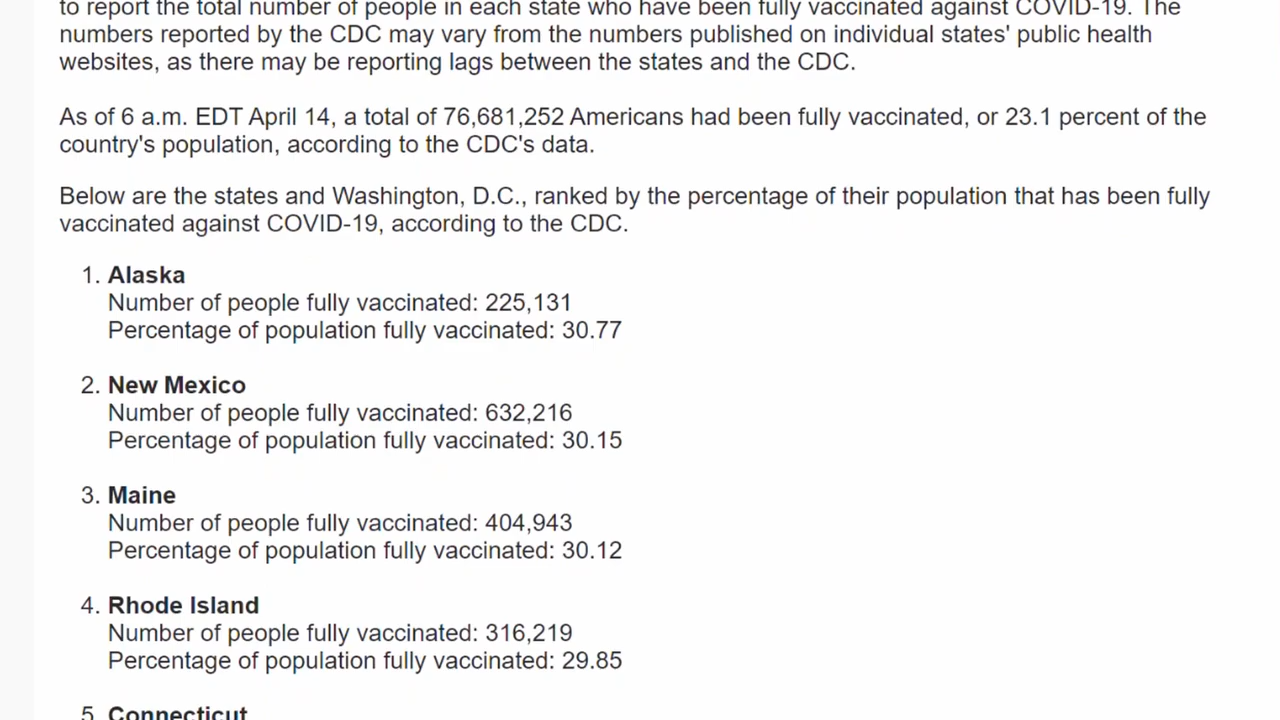 to report the total number of people in each state who have been fully vaccinated against COVID-19. The
numbers reported by the CDC may vary from the numbers published on individual states' public health
websites, as there may be reporting lags between the states and the CDC.
As of 6 a.m. EDT April 14, a total of 76,681,252 Americans had been fully vaccinated, or 23.1 percent of the
country's population, according to the CDC's data.
Below are the states and Washington, D.C., ranked by the percentage of their population that has been fully
vaccinated against COVID-19, according to the CDC.
1. Alaska
Number of people fully vaccinated: 225,131
Percentage of population fully vaccinated: 30.77
2. New Mexico
Number of people fully vaccinated: 632,216
Percentage of population fully vaccinated: 30.15
3. Maine
Number of people fully vaccinated: 404,943
Percentage of population fully vaccinated: 30.12
4. Rhode Island
Number of people fully vaccinated: 316,219
Percentage of population fully vaccinated: 29.85
5. Connecticut